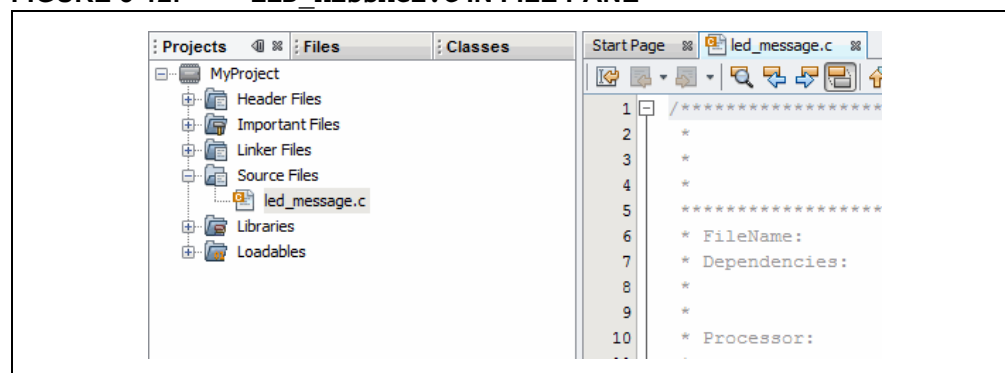 Projects Files Classes
MyProject
Header Files
Important Files
Linker Files
Source Files
led_message.c
Libraries
Loadables
Start Page led_message.c
1 /*******************
2 *
3 *
4 *
5 *******************
6 * FileName:
7 * Dependencies:
8 *
9 *
10 * Processor: